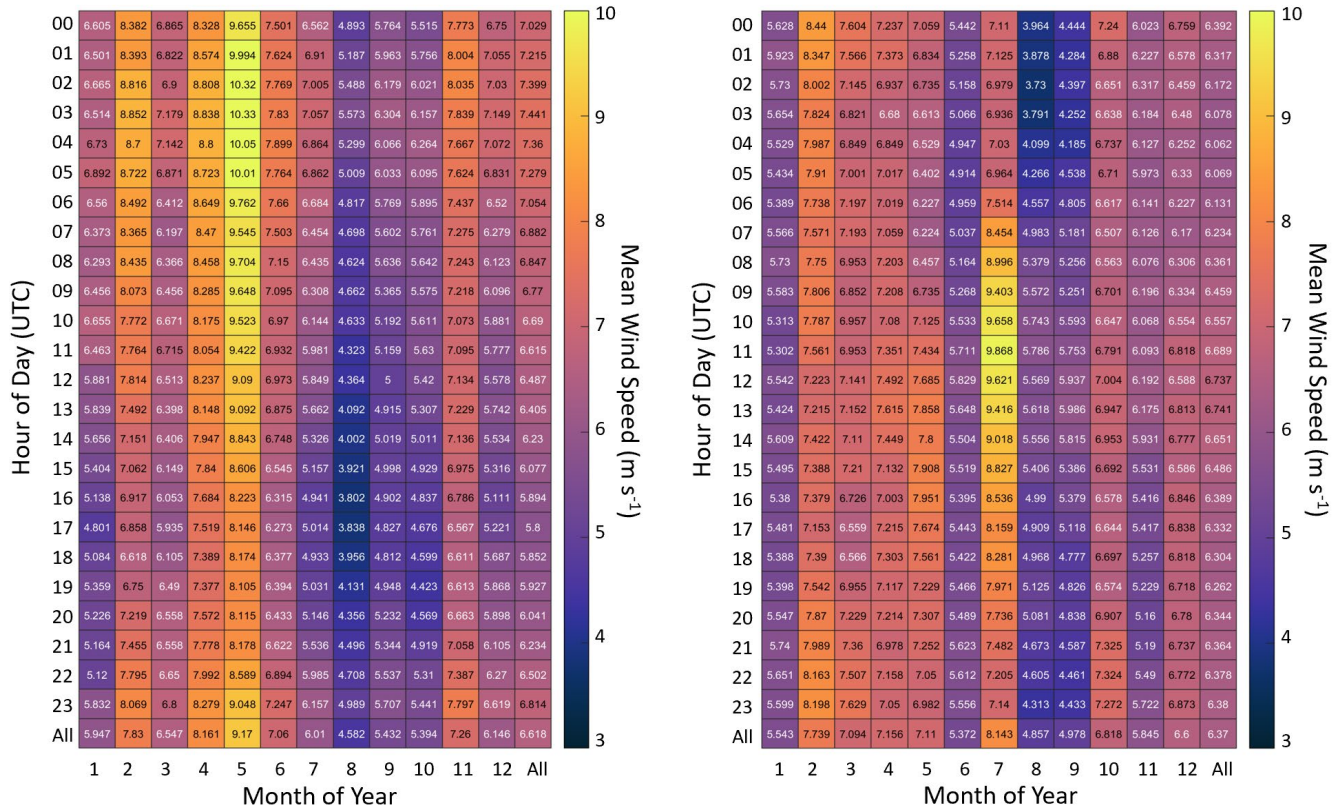 00 6.605 8.382 6.865 8.328 9.655 7.501 6.562 4.893 5.764 5.515 7.773 6.75 7.029
01 6.501 8.393 6.822 8.574 9.994 7.624 6.91 5.187 5.963 5.756 8.004 7.055 7.215
02 6.665 8.816 6.9 8.808 10.32 7.769 7.005 5.488 6.179 6.021 8.035 7.03 7.399
03 6.514 8.852 7.179 8.838 10.33 7.83 7.057 5.573 6.304 6.157 7.839 7.149 7.441
04 6.73 8.7 7.142 8.8 10.05 7.899 6.864 5.299 6.066 6.264 7.667 7.072 7.36
05 6.892 8.722 6.871 8.723 10.01 7.764 6.862 5.009 6.033 6.095 7.624 6.831 7.279
06 6.56 8.492 6.412 8.649 9.762 7.66 6.684 4.817 5.769 5.895 7.437 6.52 7.054
07 6.373 8.365 6.197 8.47 9.545 7.503 6.454 4.698 5.602 5.761 7.275 6.279 6.882
08 6.293 8.435 6.366 8.458 9.704 7.15 6.435 4.624 5.636 5.642 7.243 6.123 6.847
09 6.456 8.073 6.456 8.285 9.648 7.095 6.308 4.662 5.365 5.575 7.218 6.096 6.77
10 6.655 7.772 6.671 8.175 9.523 6.97 6.144 4.633 5.192 5.611 7.073 5.881 6.69
11 6.463 7.764 6.715 8.054 9.422 6.932 5.981 4.323 5.159 5.63 7.095 5.777 6.615
12 5.881 7.814 6.513 8.237 9.09 6.973 5.849 4.364 5 5.42 7.134 5.578 6.487
13 5.839 7.492 6.398 8.148 9.092 6.875 5.662 4.092 4.915 5.307 7.229 5.742 6.405
14 5.656 7.151 6.406 7.947 8.843 6.748 5.326 4.002 5.019 5.011 7.136 5.534 6.23
15 5.404 7.062 6.149 7.84 8.606 6.545 5.157 3.921 4.998 4.929 6.975 5.316 6.077
16 5.138 6.917 6.053 7.684 8.223 6.315 4.941 3.802 4.902 4.837 6.786 5.111 5.894
17 4.801 6.858 5.935 7.519 8.146 6.273 5.014 3.838 4.827 4.676 6.567 5.221 5.8
18 5.084 6.618 6.105 7.389 8.174 6.377 4.933 3.956 4.812 4.599 6.611 5.687 5.852
19 5.359 6.75 6.49 7.377 8.105 6.394 5.031 4.131 4.948 4.423 6.613 5.868 5.927
20 5.226 7.219 6.558 7.572 8.115 6.433 5.146 4.356 5.232 4.569 6.663 5.898 6.041
21 5.164 7.455 6.558 7.778 8.178 6.622 5.536 4.496 5.344 4.919 7.058 6.105 6.234
22 5.12 7.795 6.65 7.992 8.589 6.894 5.985 4.708 5.537 5.31 7.387 6.27 6.502
23 5.832 8.069 6.8 8.279 9.048 7.247 6.157 4.989 5.707 5.441 7.797 6.619 6.814
All 5.947 7.83 6.547 8.161 9.17 7.06 6.01 4.582 5.432 5.394 7.26 6.146 6.618
1 2 3 4 5 6 7 8 9 10 11 12 All
Month of Year
Hour of Day (UTC)
10
9
8
7
6
5
4
3
Mean Wind Speed (m s-1)
00 5.628 8.44 7.604 7.237 7.059 5.442 7.11 3.964 4.444 7.24 6.023 6.759 6.392
01 5.923 8.347 7.566 7.373 6.834 5.258 7.125 3.878 4.284 6.88 6.227 6.578 6.317
02 5.73 8.002 7.145 6.937 6.735 5.158 6.979 3.73 4.397 6.651 6.317 6.459 6.172
03 5.654 7.824 6.821 6.68 6.613 5.066 6.936 3.791 4.252 6.638 6.184 6.48 6.078
04 5.529 7.987 6.849 6.849 6.529 4.947 7.03 4.099 4.185 6.737 6.127 6.252 6.062
05 5.434 7.91 7.001 7.017 6.402 4.914 6.964 4.266 4.538 6.71 5.973 6.33 6.069
06 5.389 7.738 7.197 7.019 6.227 4.959 7.514 4.557 4.805 6.617 6.141 6.227 6.131
07 5.566 7.571 7.193 7.059 6.224 5.037 8.454 4.983 5.181 6.507 6.126 6.17 6.234
08 5.73 7.75 6.953 7.203 6.457 5.164 8.996 5.379 5.256 6.563 6.076 6.306 6.361
09 5.583 7.806 6.852 7.208 6.735 5.268 9.403 5.572 5.251 6.701 6.196 6.334 6.459
10 5.313 7.787 6.957 7.08 7.125 5.533 9.658 5.743 5.593 6.647 6.068 6.554 6.557
11 5.302 7.561 6.953 7.351 7.434 5.711 9.868 5.786 5.753 6.791 6.093 6.818 6.689
12 5.542 7.223 7.141 7.492 7.685 5.829 9.621 5.569 5.937 7.004 6.192 6.588 6.737
13 5.424 7.215 7.152 7.615 7.858 5.648 9.416 5.618 5.986 6.947 6.175 6.813 6.741
14 5.609 7.422 7.11 7.449 7.8 5.504 9.018 5.556 5.815 6.953 5.931 6.777 6.651
15 5.495 7.388 7.21 7.132 7.908 5.519 8.827 5.406 5.386 6.692 5.531 6.586 6.486
16 5.38 7.379 6.726 7.003 7.951 5.395 8.536 4.99 5.379 6.578 5.416 6.846 6.389
17 5.481 7.153 6.559 7.215 7.674 5.443 8.159 4.909 5.118 6.644 5.417 6.838 6.332
18 5.388 7.39 6.566 7.303 7.561 5.422 8.281 4.968 4.777 6.697 5.257 6.818 6.304
19 5.398 7.542 6.955 7.117 7.229 5.466 7.971 5.125 4.826 6.574 5.229 6.718 6.262
20 5.547 7.87 7.229 7.214 7.307 5.489 7.736 5.081 4.838 6.907 5.16 6.78 6.344
21 5.74 7.989 7.36 6.978 7.252 5.623 7.482 4.673 4.587 7.325 5.19 6.737 6.364
22 5.651 8.163 7.507 7.158 7.05 5.612 7.205 4.605 4.461 7.324 5.49 6.772 6.378
23 5.599 8.198 7.629 7.05 6.982 5.556 7.14 4.313 4.433 7.272 5.722 6.873 6.38
All 5.543 7.739 7.094 7.156 7.11 5.372 8.143 4.857 4.978 6.818 5.845 6.6 6.37
1 2 3 4 5 6 7 8 9 10 11 12 All
Month of Year
Hour of Day (UTC)
10
9
8
7
6
5
4
3
Mean Wind Speed (m s-1)